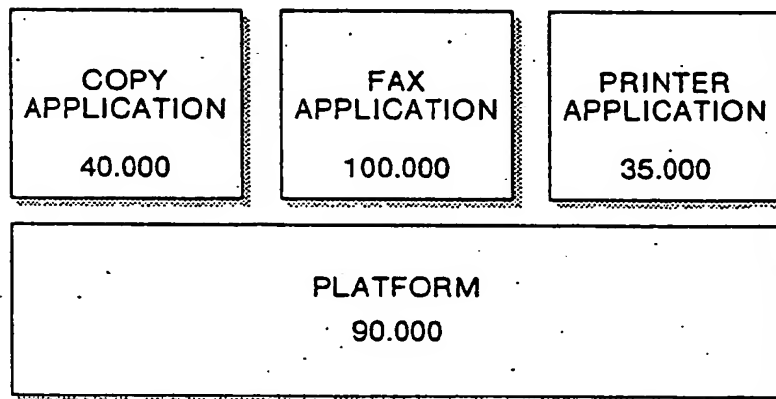 COPY
APPLICATION
40.000
FAX
APPLICATION
100.000
PRINTER
APPLICATION
35.000
PLATFORM
90.000